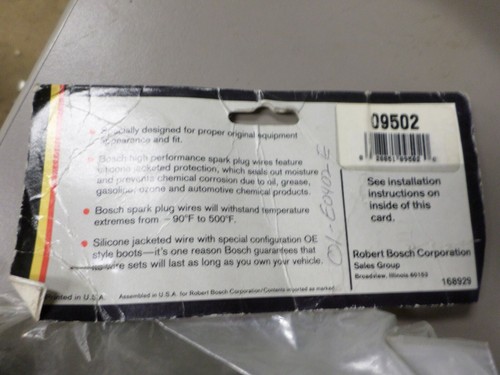 Specially designed for proper original equipment
appearance and fit.
Bosch high performance spark plug wires feature
silicone jacketed protection, which seals out moisture
and prevents chemical corrosion due to oil, grease,
gasoline, ozone and automotive chemical products.
Bosch spark plug wires will withstand temperature
extremes from −90°F to 500°F.
Silicone jacketed wire with special configuration OE
style boots—it's one reason Bosch guarantees that
its wire sets will last as long as you own your vehicle.
Printed in U.S.A. Assembled in U.S.A. for Robert Bosch Corporation/Contents imported as marked
09502
See installation
instructions on
inside of this
card.
Robert Bosch Corporation
Sales Group
Broadview, Illinois 60153
168929